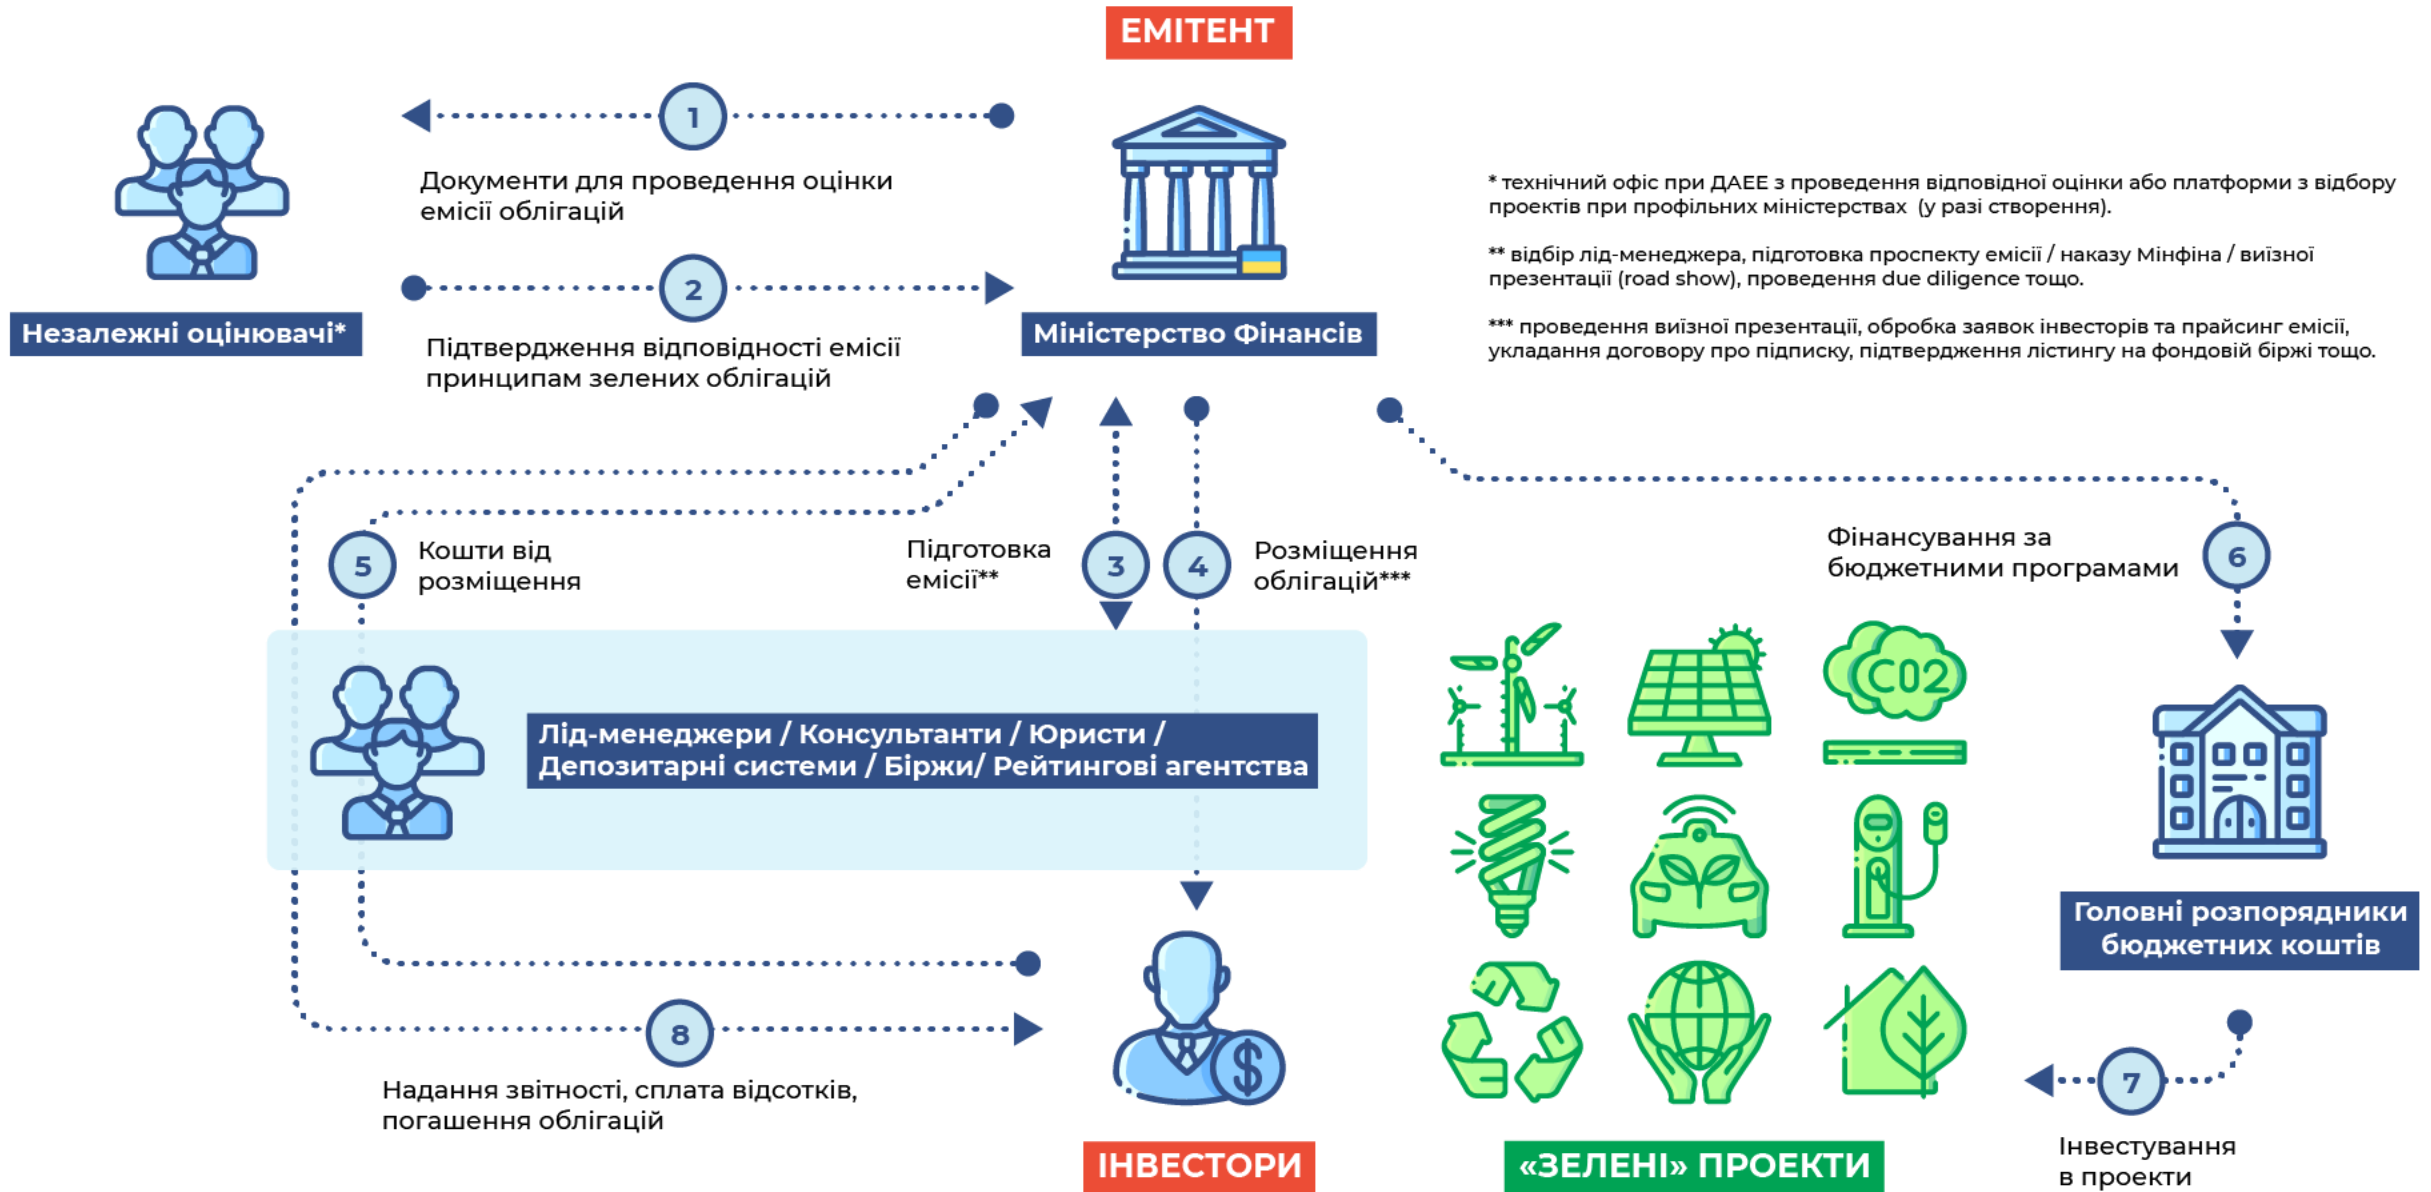 ЕМІТЕНТ
1
Документи для проведення оцінки
емісії облігацій
2
Підтвердження відповідності емісії
принципам зелених облігацій
Незалежні оцінювачі*
Міністерство Фінансів
* технічний офіс при ДАЕЕ з проведення відповідної оцінки або платформи з відбору
проектів при профільних міністерствах (у разі створення).
** відбір лід-менеджера, підготовка проспекту емісії / наказу Мінфіна / виїзної
презентації (road show), проведення due diligence тощо.
*** проведення виїзної презентації, обробка заявок інвесторів та прайсинг емісії,
укладання договору про підписку, підтвердження лістингу на фондовій біржі тощо.
5
Кошти від
розміщення
Підготовка
емісії**
3
4
Розміщення
облігацій***
Фінансування за
бюджетними програмами
6
Лід-менеджери / Консультанти / Юристи /
Депозитарні системи / Біржи/ Рейтингові агентства
CO2
Головні розпорядники
бюджетних коштів
8
Надання звітності, сплата відсотків,
погашення облігацій
$
7
Інвестування
в проекти
ІНВЕСТОРИ
«ЗЕЛЕНІ» ПРОЕКТИ